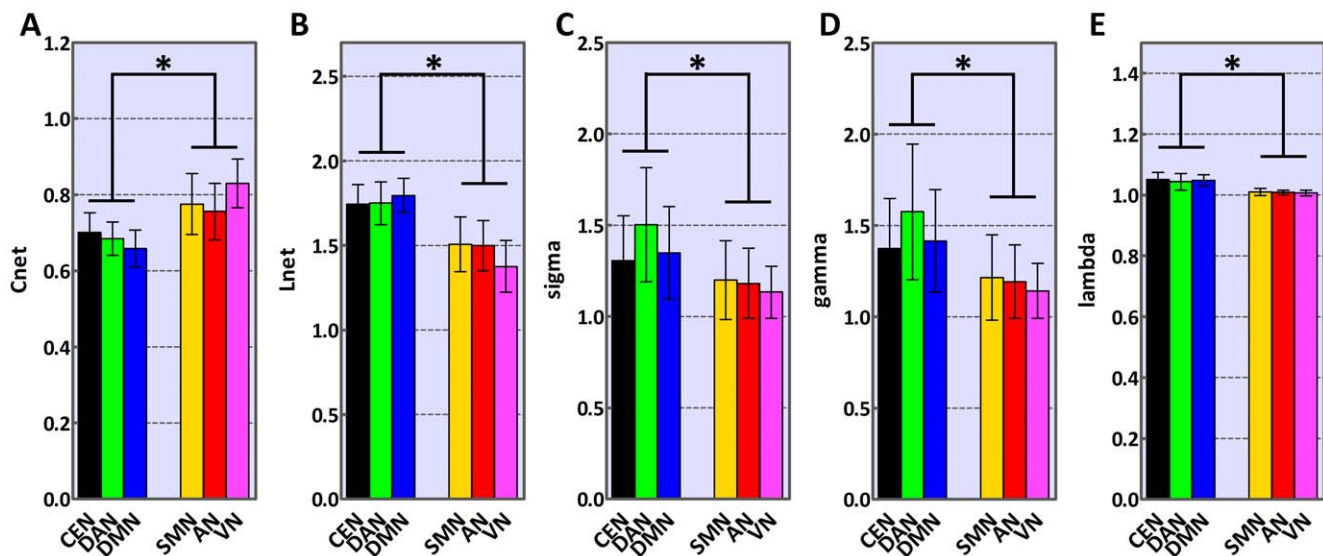 A
1.2
1.0
0.8
0.6
0.4
0.2
0.0
Cnet
*
CEN
DAN
DMN
SMN
AN
VN
B
2.5
2.0
1.5
1.0
0.5
0.0
Lnet
*
CEN
DAN
DMN
SMN
AN
VN
C
2.5
2.0
1.5
1.0
0.5
0.0
sigma
*
CEN
DAN
DMN
SMN
AN
VN
D
2.5
2.0
1.5
1.0
0.5
0.0
gamma
*
CEN
DAN
DMN
SMN
AN
VN
E
1.4
1.2
1.0
0.8
0.6
0.4
0.2
0.0
lambda
*
CEN
DAN
DMN
SMN
AN
VN